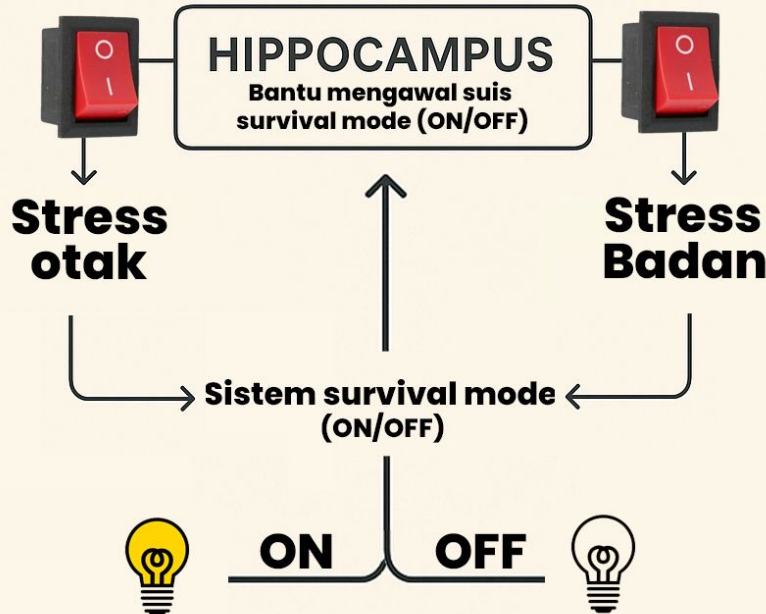 HIPPOCAMPUS
Bantu mengawal suis
survival mode (ON/OFF)
Stress
otak
Stress
Badan
Sistem survival mode
(ON/OFF)
ON
OFF